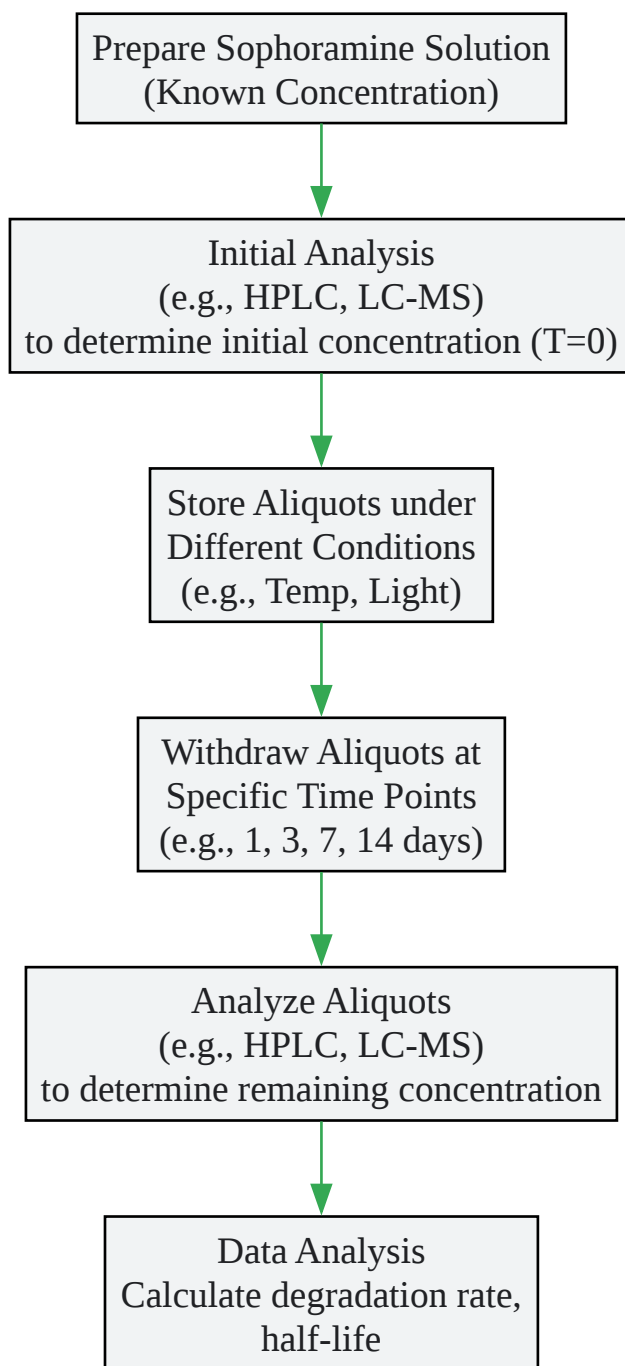 Prepare Sophoramine Solution
(Known Concentration)
Initial Analysis
(e.g., HPLC, LC-MS)
to determine initial concentration (T=0)
Store Aliquots under
Different Conditions
(e.g., Temp, Light)
Withdraw Aliquots at
Specific Time Points
(e.g., 1, 3, 7, 14 days)
Analyze Aliquots
(e.g., HPLC, LC-MS)
to determine remaining concentration
Data Analysis
Calculate degradation rate,
half-life